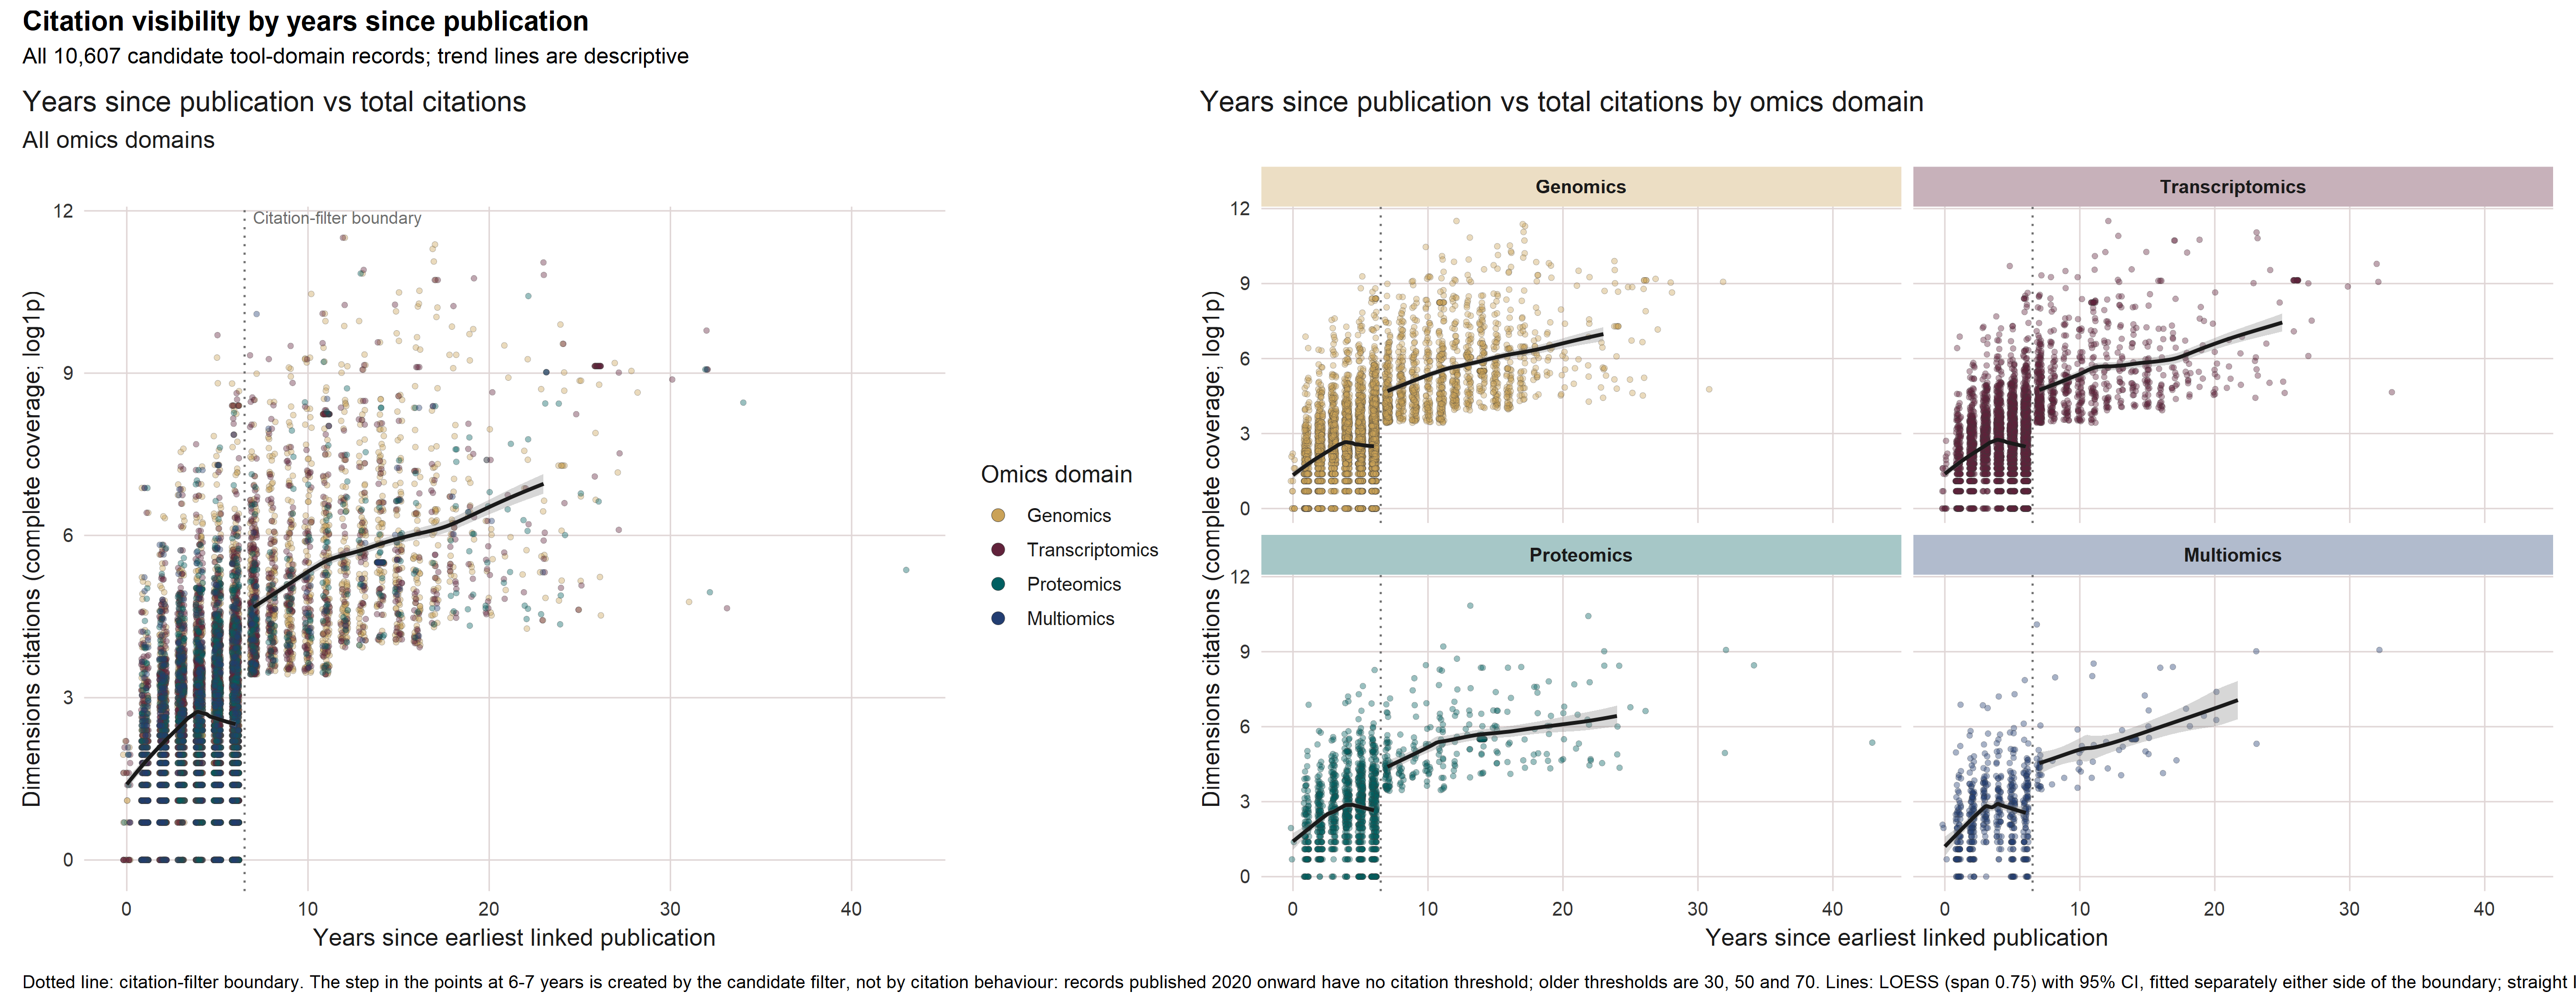 Citation visibility by years since publication
All 10,607 candidate tool-domain records; trend lines are descriptive
Years since publication vs total citations
All omics domains
Dimensions citations (complete coverage; log1p)
12
9
6
3
0
Citation-filter boundary
0
10
20
30
40
Years since earliest linked publication
Omics domain
Genomics
Transcriptomics
Proteomics
Multiomics
Years since publication vs total citations by omics domain
Dimensions citations (complete coverage; log1p)
Genomics
Transcriptomics
12
9
6
3
0
Proteomics
Multiomics
12
9
6
3
0
0
10
20
30
40
0
10
20
30
40
Years since earliest linked publication
Dotted line: citation-filter boundary. The step in the points at 6-7 years is created by the candidate filter, not by citation behaviour: records published 2020 onward have no citation threshold; older thresholds are 30, 50 and 70. Lines: LOESS (span 0.75) with 95% CI, fitted separately either side of the boundary; straight